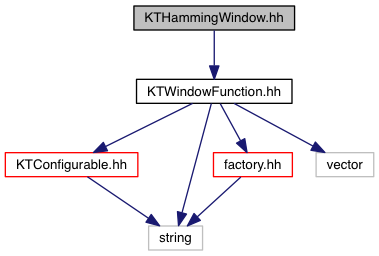 KTHammingWindow.hh
KTWindowFunction.hh
KTConfigurable.hh
factory.hh
vector
string